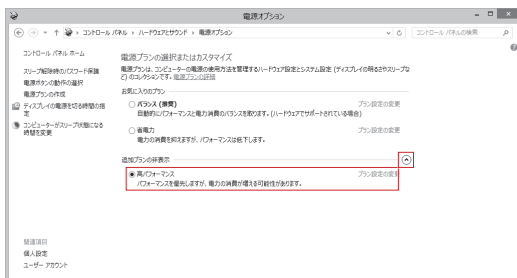 電源オプション
コントロール パネル › ハードウェアとサウンド › 電源オプション
コントロール パネルの検索
コントロール パネル ホーム
スリープ解除時のパスワード保護
電源ボタンの動作の選択
電源プランの作成
ディスプレイの電源を切る時間の指定
コンピューターがスリープ状態になる時間を変更
電源プランの選択またはカスタマイズ
電源プランは、コンピューターの電源の使用方法を管理するハードウェア設定とシステム設定 (ディスプレイの明るさやスリープなど) のコレクションです。電源プランの詳細
お気に入りのプラン
バランス (推奨) プラン設定の変更
自動的にパフォーマンスと電力消費のバランスを取ります。(ハードウェアでサポートされている場合)
省電力 プラン設定の変更
電力の消費を抑えますが、パフォーマンスは低下します。
追加プランの非表示
高パフォーマンス プラン設定の変更
パフォーマンスを優先しますが、電力の消費が増える可能性があります。
関連項目
個人設定
ユーザー アカウント